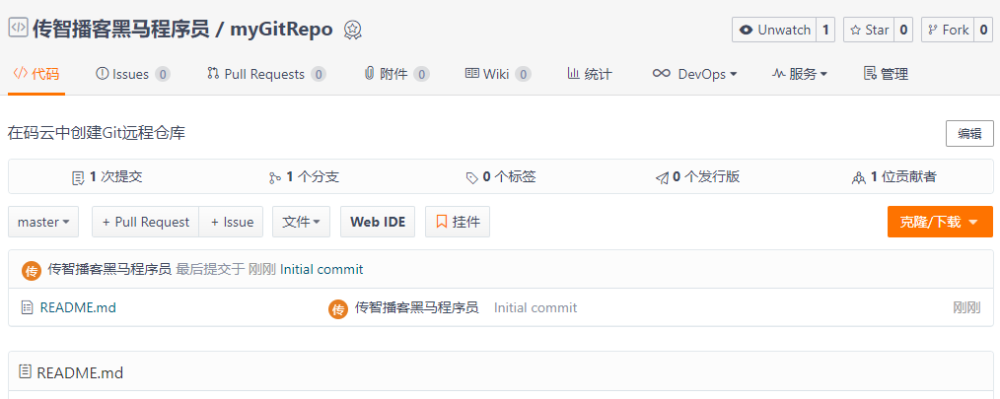 传智播客黑马程序员 / myGitRepo Unwatch 1 Star 0 Fork 0
代码 Issues 0 Pull Requests 0 附件 0 Wiki 0 统计 DevOps 服务 管理
在码云中创建Git远程仓库 编辑
1 次提交 1 个分支 0 个标签 0 个发行版 1 位贡献者
master + Pull Request + Issue 文件 Web IDE 挂件 克隆/下载
传 传智播客黑马程序员 最后提交于 刚刚 Initial commit
README.md 传 传智播客黑马程序员 Initial commit 刚刚
README.md